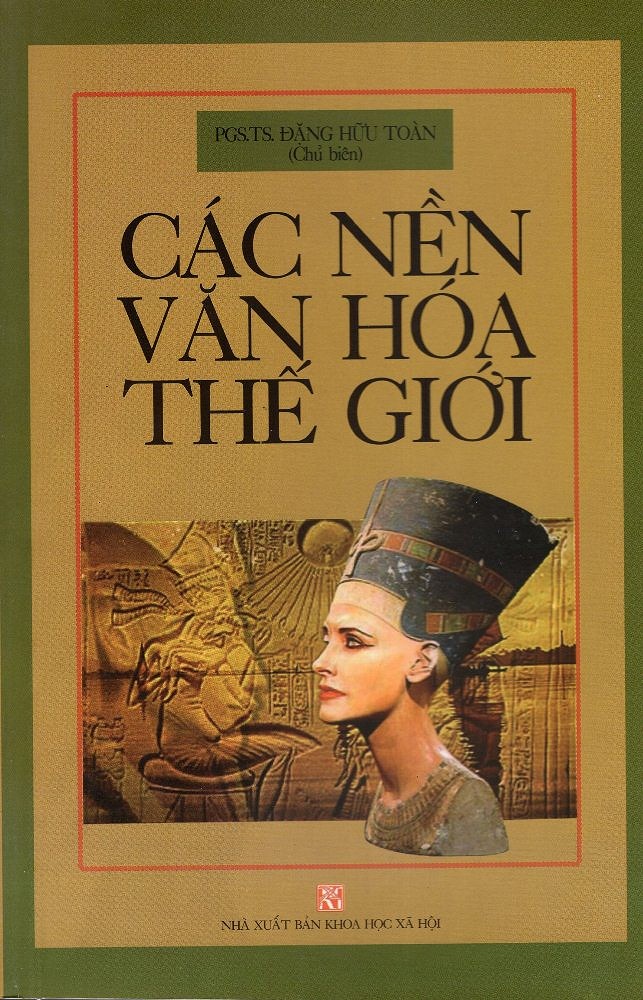 PGS.TS. ĐẶNG HỮU TOÀN
(Chủ biên)
CÁC NỀN
VĂN HÓA
THẾ GIỚI
NHÀ XUẤT BẢN KHOA HỌC XÃ HỘI